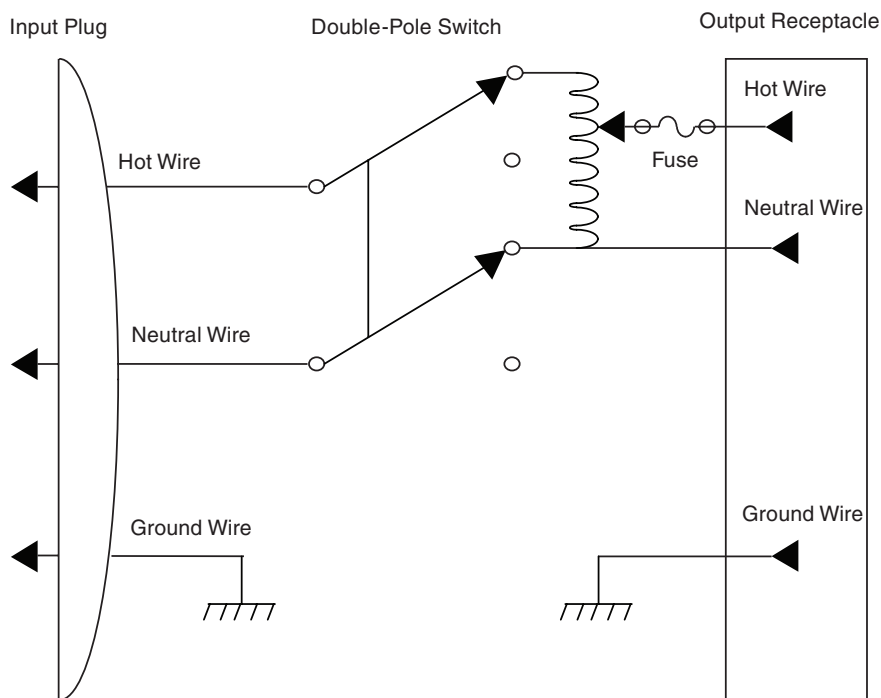 Input Plug
Double-Pole Switch
Output Receptacle
Hot Wire
Hot Wire
Fuse
Neutral Wire
Neutral Wire
Ground Wire
Ground Wire